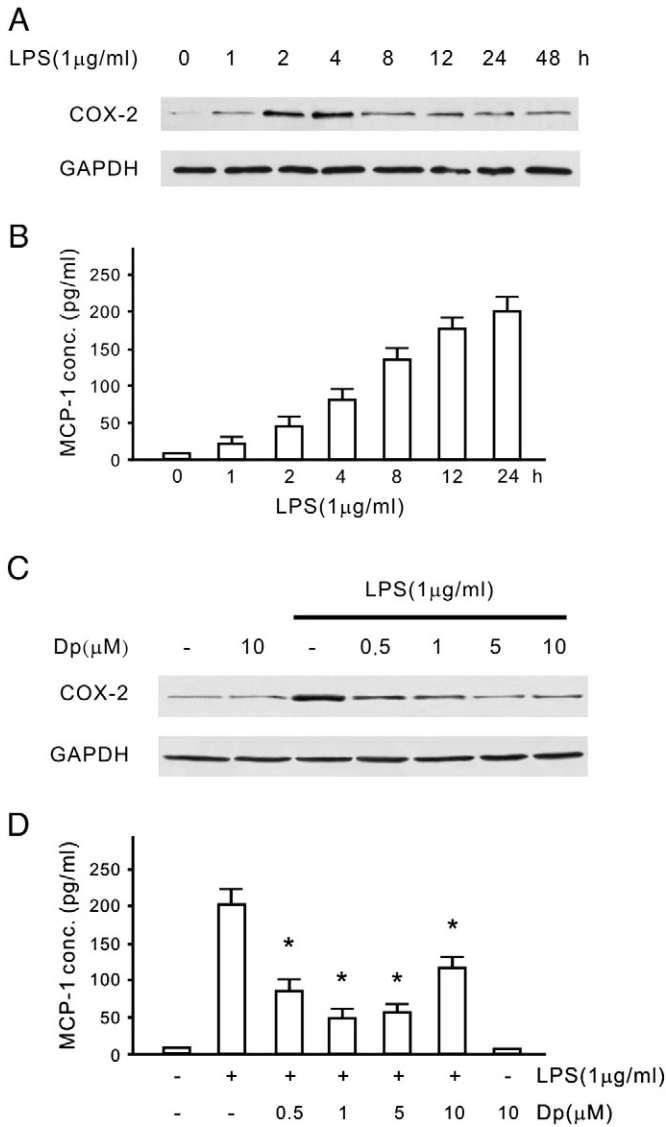 A
LPS(1μg/ml) 0 1 2 4 8 12 24 48 h
COX-2
GAPDH
B
MCP-1 conc. (pg/ml)
250
200
150
100
50
0
0 1 2 4 8 12 24 h
LPS(1μg/ml)
C
LPS(1μg/ml)
Dp(μM) - 10 - 0.5 1 5 10
COX-2
GAPDH
D
MCP-1 conc. (pg/ml)
250
200
150
100
50
0
* * * *
- + + + + + - LPS(1μg/ml)
- - 0.5 1 5 10 10 Dp(μM)